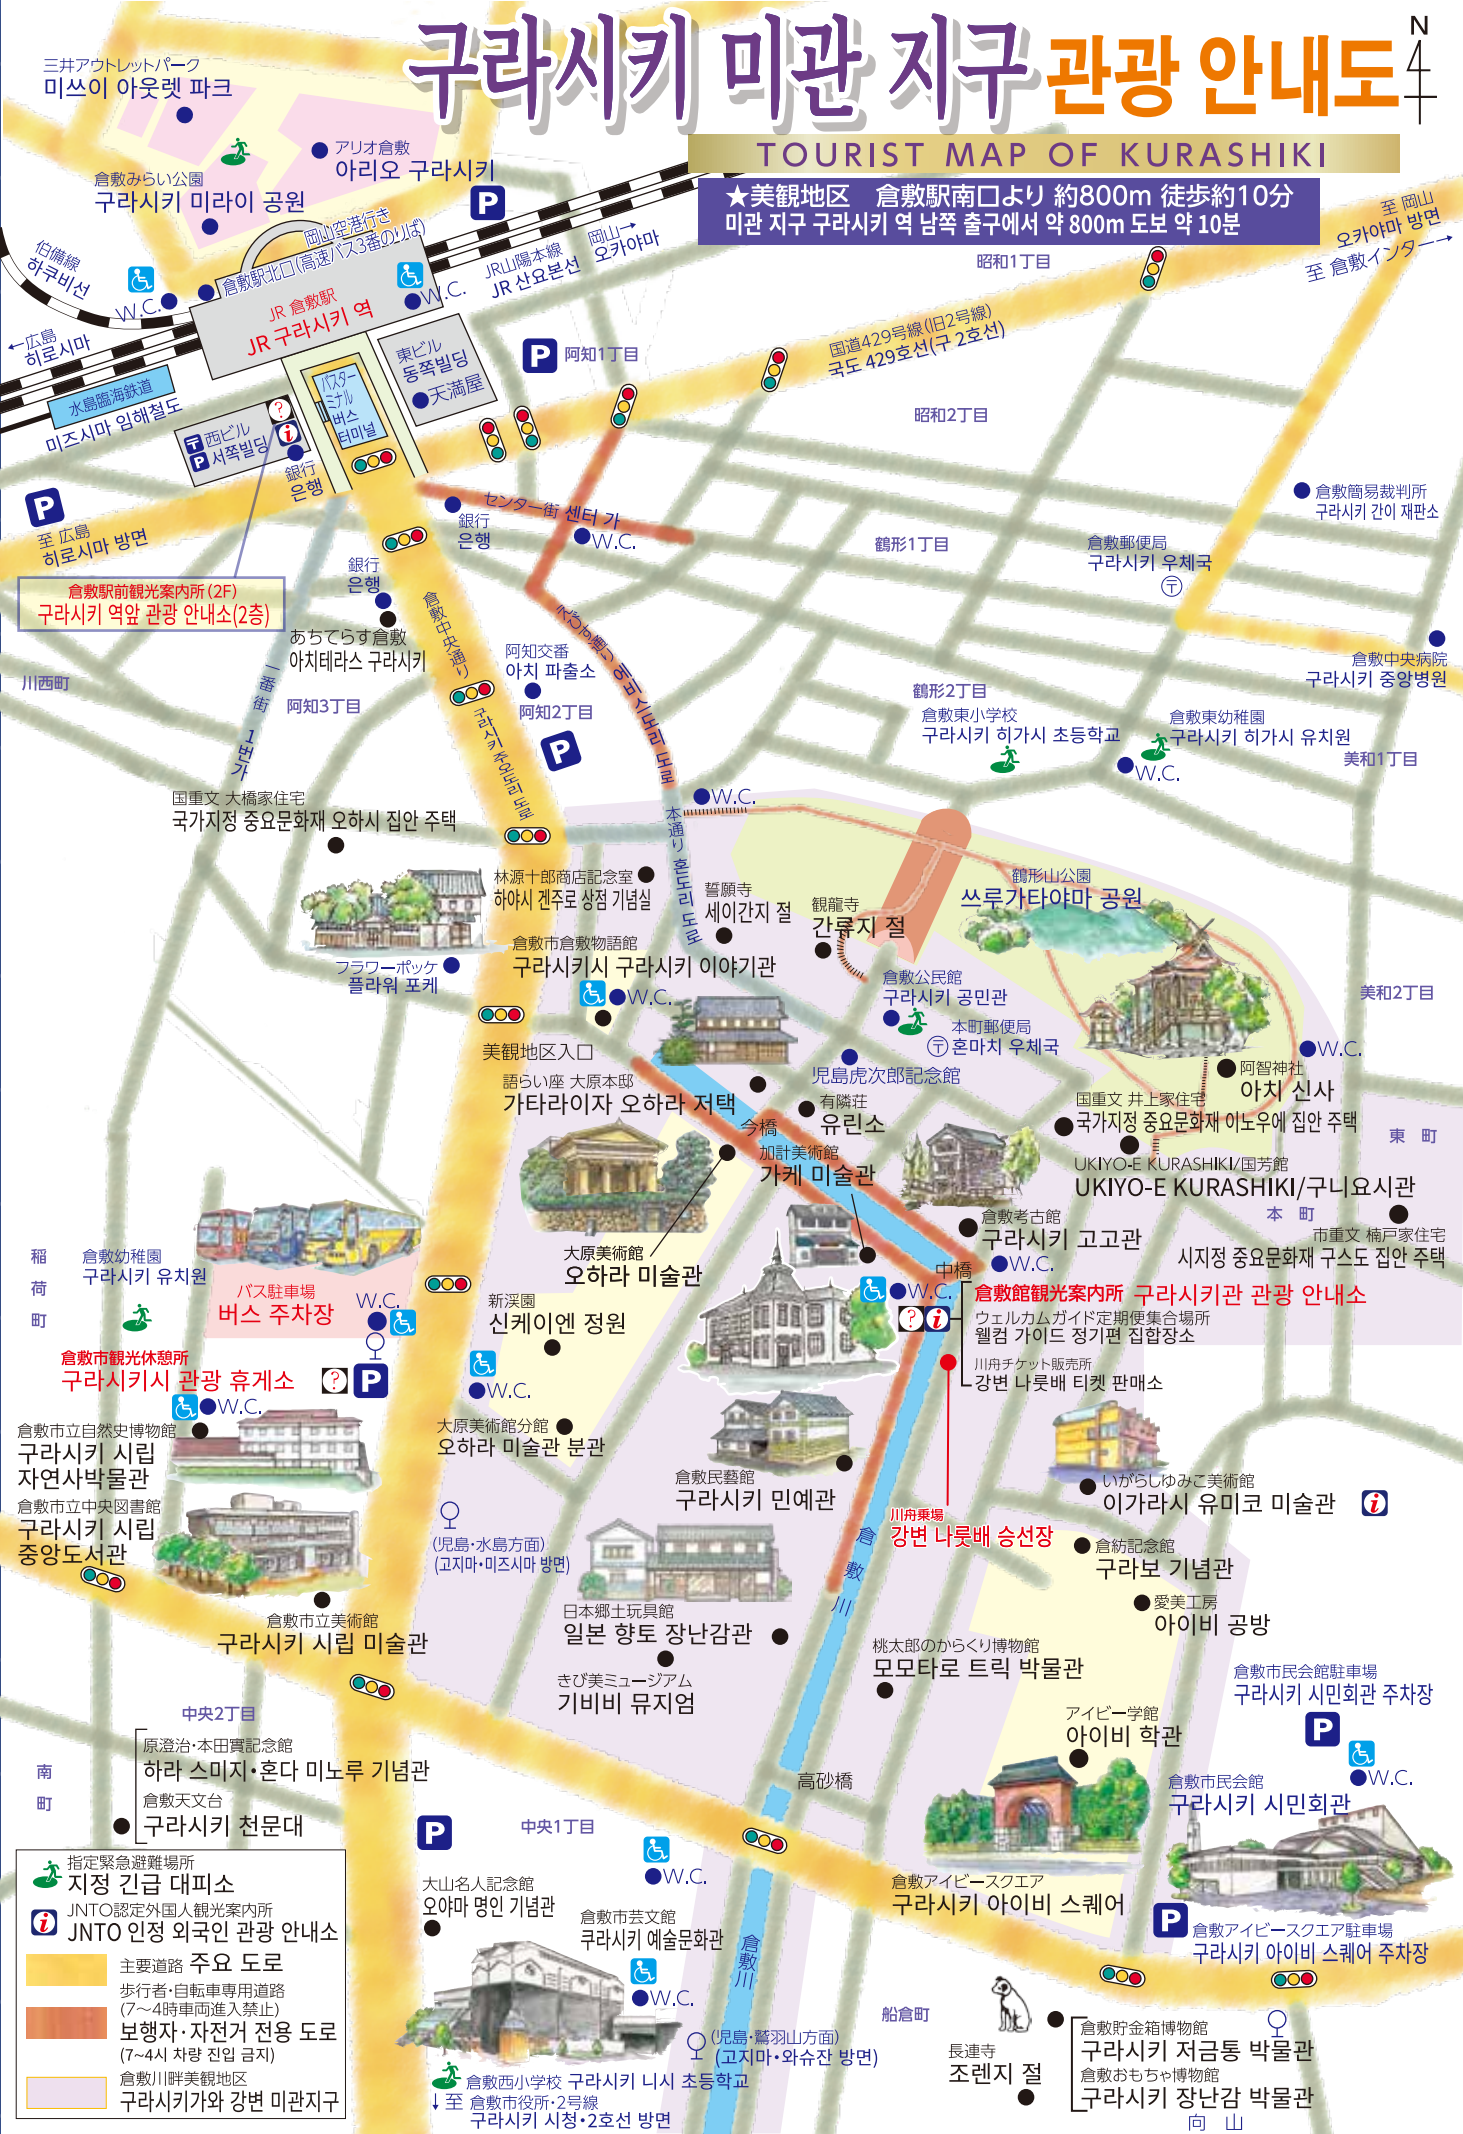 구라시키 미관 지구 관광 안내도
N
TOURIST MAP OF KURASHIKI
★美観地区 倉敷駅南口より 約800m 徒歩約10分
미관 지구 구라시키 역 남쪽 출구에서 약 800m 도보 약 10분
三井アウトレットパーク
미쓰이 아웃렛 파크
アリオ倉敷
아리오 구라시키
倉敷みらい公園
구라시키 미라이 공원
P
岡山空港行き
倉敷駅北口(高速バス3番のりば)
伯備線
하쿠비선
W.C.
W.C.
JR 倉敷駅
JR 구라시키 역
JR山陽本線
JR 산요본선
岡山→
오카야마
←広島
히로시마
水島臨海鉄道
미즈시마 임해철도
バスター
ミナル
버스
터미널
東ビル
동쪽빌딩
天満屋
P
阿知1丁目
西ビル
P 서쪽빌딩
?
i
銀行
은행
昭和1丁目
至 岡山
오카야마 방면
至 倉敷インター→
国道429号線(旧2号線)
국도 429호선(구 2호선)
昭和2丁目
P
至 広島
히로시마 방면
センター街 센터 가
銀行
은행
W.C.
倉敷簡易裁判所
구라시키 간이 재판소
鶴形1丁目
倉敷郵便局
구라시키 우체국
〒
倉敷駅前観光案内所(2F)
구라시키 역앞 관광 안내소(2층)
銀行
은행
あちてらす倉敷
아치테라스 구라시키
倉敷中央通り
구라시키 주오도리 도로
阿知交番
아치 파출소
阿知2丁目
P
えびす通り 에비스도리 도로
倉敷中央病院
구라시키 중앙병원
川西町
一番街 1번가
阿知3丁目
鶴形2丁目
倉敷東小学校
구라시키 히가시 초등학교
倉敷東幼稚園
구라시키 히가시 유치원
W.C.
美和1丁目
国重文 大橋家住宅
국가지정 중요문화재 오하시 집안 주택
W.C.
本通り 혼도리 도로
林源十郎商店記念室
하야시 겐주로 상점 기념실
誓願寺
세이간지 절
観龍寺
간류지 절
鶴形山公園
쓰루가타야마 공원
フラワーポッケ
플라워 포케
倉敷市倉敷物語館
구라시키시 구라시키 이야기관
W.C.
倉敷公民館
구라시키 공민관
本町郵便局
〒혼마치 우체국
美和2丁目
美観地区入口
児島虎次郎記念館
W.C.
阿智神社
아치 신사
語らい座 大原本邸
가타라이자 오하라 저택
有隣荘
유린소
今橋
国重文 井上家住宅
국가지정 중요문화재 이노우에 집안 주택
加計美術館
가케 미술관
東 町
UKIYO-E KURASHIKI/国芳館
UKIYO-E KURASHIKI/구니요시관
本 町
倉敷考古館
구라시키 고고관
市重文 楠戸家住宅
시지정 중요문화재 구스도 집안 주택
大原美術館
오하라 미술관
中橋
W.C.
W.C.
稲荷町
倉敷幼稚園
구라시키 유치원
バス駐車場
버스 주차장
W.C.
倉敷館観光案内所 구라시키관 관광 안내소
ウェルカムガイド定期便集合場所
웰컴 가이드 정기편 집합장소
? i
新渓園
신케이엔 정원
川舟チケット販売所
강변 나룻배 티켓 판매소
倉敷市観光休憩所
구라시키시 관광 휴게소
? P
W.C.
W.C.
倉敷市立自然史博物館
구라시키 시립
자연사박물관
大原美術館分館
오하라 미술관 분관
倉敷民藝館
구라시키 민예관
いがらしゆみこ美術館
이가라시 유미코 미술관
i
倉敷市立中央図書館
구라시키 시립
중앙도서관
(児島・水島方面)
(고지마・미즈시마 방면)
川舟乗場
강변 나룻배 승선장
倉敷川
倉紡記念館
구라보 기념관
愛美工房
아이비 공방
倉敷市立美術館
구라시키 시립 미술관
日本郷土玩具館
일본 향토 장난감관
桃太郎のからくり博物館
모모타로 트릭 박물관
きび美ミュージアム
기비비 뮤지엄
倉敷市民会館駐車場
구라시키 시민회관 주차장
P
中央2丁目
アイビー学館
아이비 학관
南町
原澄治・本田實記念館
하라 스미지・혼다 미노루 기념관
倉敷天文台
구라시키 천문대
高砂橋
W.C.
倉敷市民会館
구라시키 시민회관
P
中央1丁目
W.C.
指定緊急避難場所
지정 긴급 대피소
i
JNTO認定外国人観光案内所
JNTO 인정 외국인 관광 안내소
主要道路 주요 도로
歩行者・自転車専用道路
(7〜4時車両進入禁止)
보행자・자전거 전용 도로
(7~4시 차량 진입 금지)
倉敷川畔美観地区
구라시키가와 강변 미관지구
大山名人記念館
오야마 명인 기념관
倉敷市芸文館
쿠라시키 예술문화관
W.C.
倉敷川
倉敷アイビースクエア
구라시키 아이비 스퀘어
P
倉敷アイビースクエア駐車場
구라시키 아이비 스퀘어 주차장
船倉町
(児島・鷲羽山方面)
(고지마・와슈잔 방면)
倉敷西小学校 구라시키 니시 초등학교
↓至 倉敷市役所・2号線
구라시키 시청・2호선 방면
長連寺
조렌지 절
倉敷貯金箱博物館
구라시키 저금통 박물관
倉敷おもちゃ博物館
구라시키 장난감 박물관
向 山